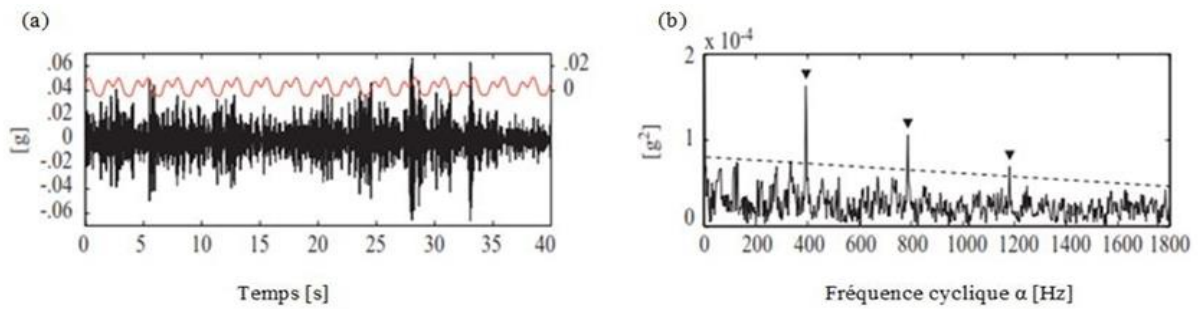 (a)
.06
.04
.02
0
-.02
-.04
-.06
[g]
.02
0
0 5 10 15 20 25 30 35 40
Temps [s]
(b)
x 10⁻⁴
2
1
0
[g²]
0 200 400 600 800 1000 1200 1400 1600 1800
Fréquence cyclique α [Hz]